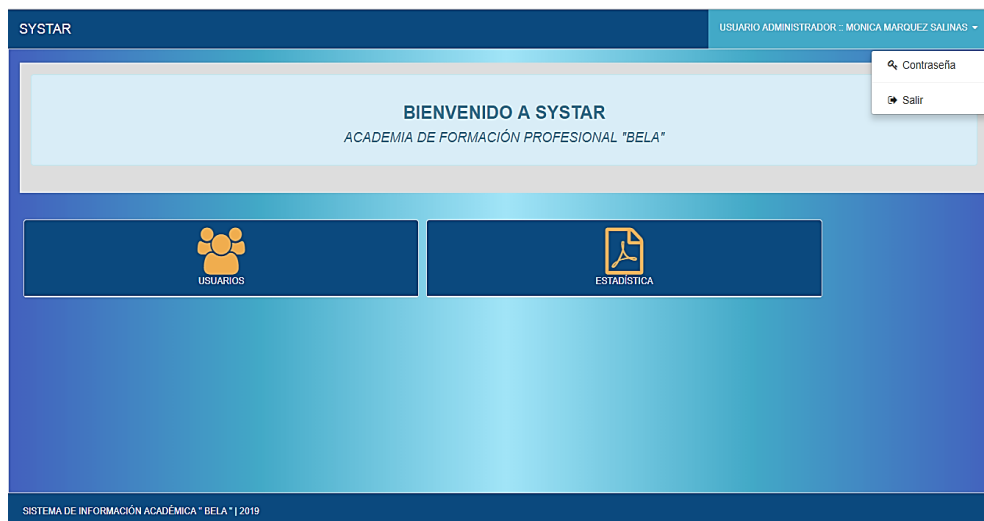 SYSTAR
USUARIO ADMINISTRADOR :: MONICA MARQUEZ SALINAS
Contraseña
Salir
BIENVENIDO A SYSTAR
ACADEMIA DE FORMACIÓN PROFESIONAL "BELA"
USUARIOS
ESTADÍSTICA
SISTEMA DE INFORMACIÓN ACADÉMICA " BELA " | 2019